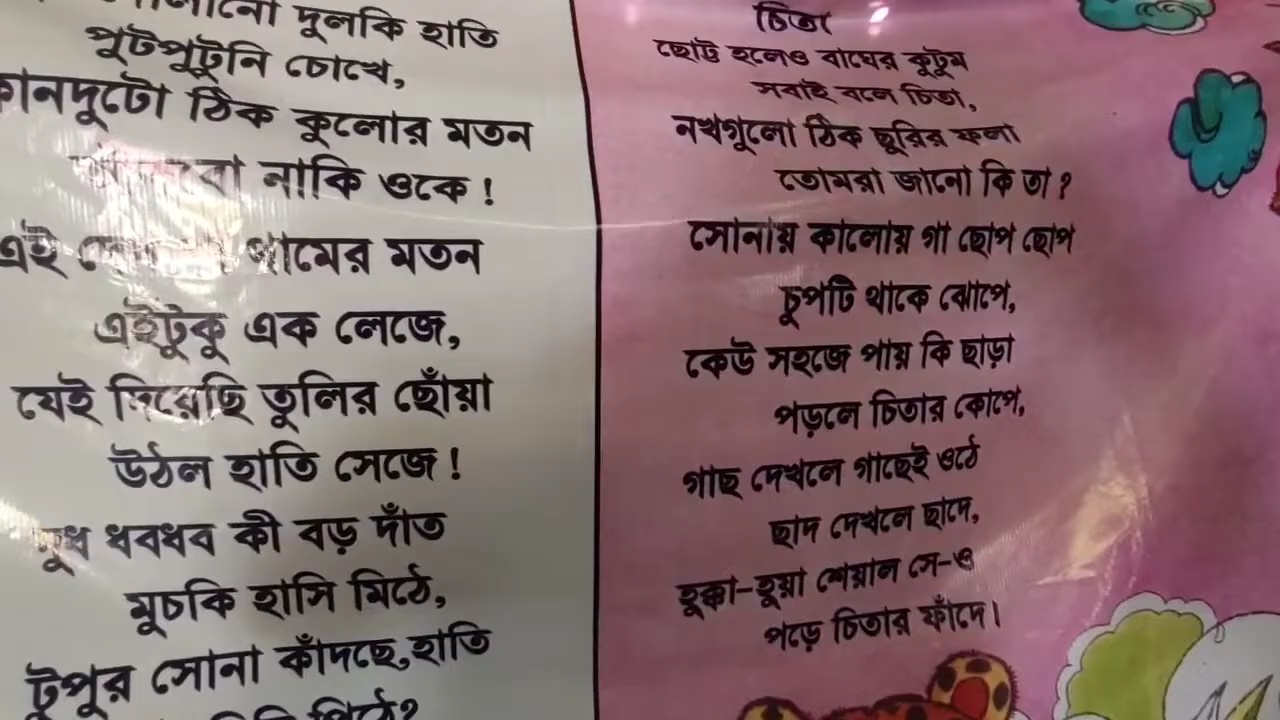 দুলকি হাতি
পুটপুটুনি চোখে,
কানদুটো ঠিক কুলোর মতন
নাকি ওকে!
এই থামের মতন
এইটুকু এক লেজে,
যেই দিয়েছি তুলির ছোঁয়া
উঠল হাতি সেজে!
দুধ ধবধব কী বড় দাঁত
মুচকি হাসি মিঠে,
টুপুর সোনা কাঁদছে,হাতি
পিঠে?
চিতা
ছোট্ট হলেও বাঘের কুটুম
সবাই বলে চিতা,
নখগুলো ঠিক ছুরির ফলা
তোমরা জানো কি তা?
সোনায় কালোয় গা ছোপ ছোপ
চুপটি থাকে ঝোপে,
কেউ সহজে পায় কি ছাড়া
পড়লে চিতার কোপে,
গাছ দেখলে গাছেই ওঠে
ছাদ দেখলে ছাদে,
হুক্কা-হুয়া শেয়াল সে-ও
পড়ে চিতার ফাঁদে।